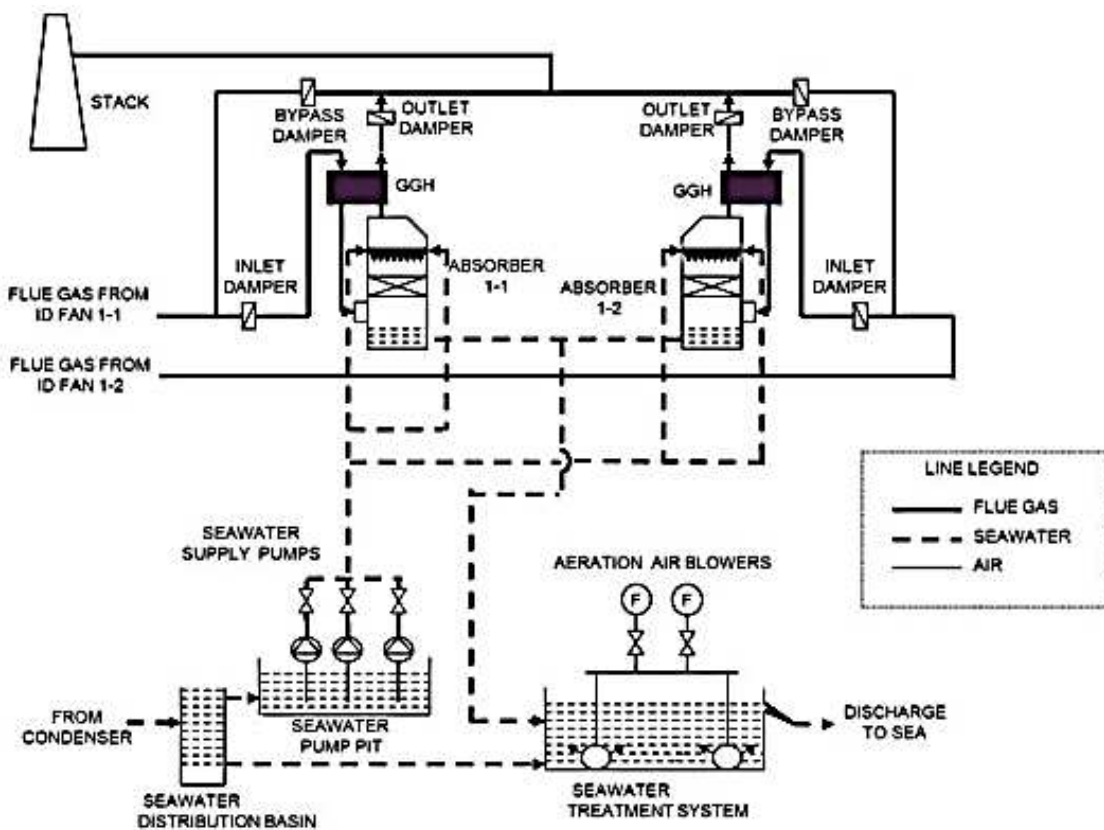 STACK
BYPASS
DAMPER
OUTLET
DAMPER
OUTLET
DAMPER
BYPASS
DAMPER
GGH
GGH
INLET
DAMPER
ABSORBER
1-1
ABSORBER
1-2
INLET
DAMPER
FLUE GAS FROM
ID FAN 1-1
FLUE GAS FROM
ID FAN 1-2
LINE LEGEND
FLUE GAS
SEAWATER
AIR
SEAWATER
SUPPLY PUMPS
AERATION AIR BLOWERS
F
F
FROM
CONDENSER
SEAWATER
PUMP PIT
DISCHARGE
TO SEA
SEAWATER
DISTRIBUTION BASIN
SEAWATER
TREATMENT SYSTEM